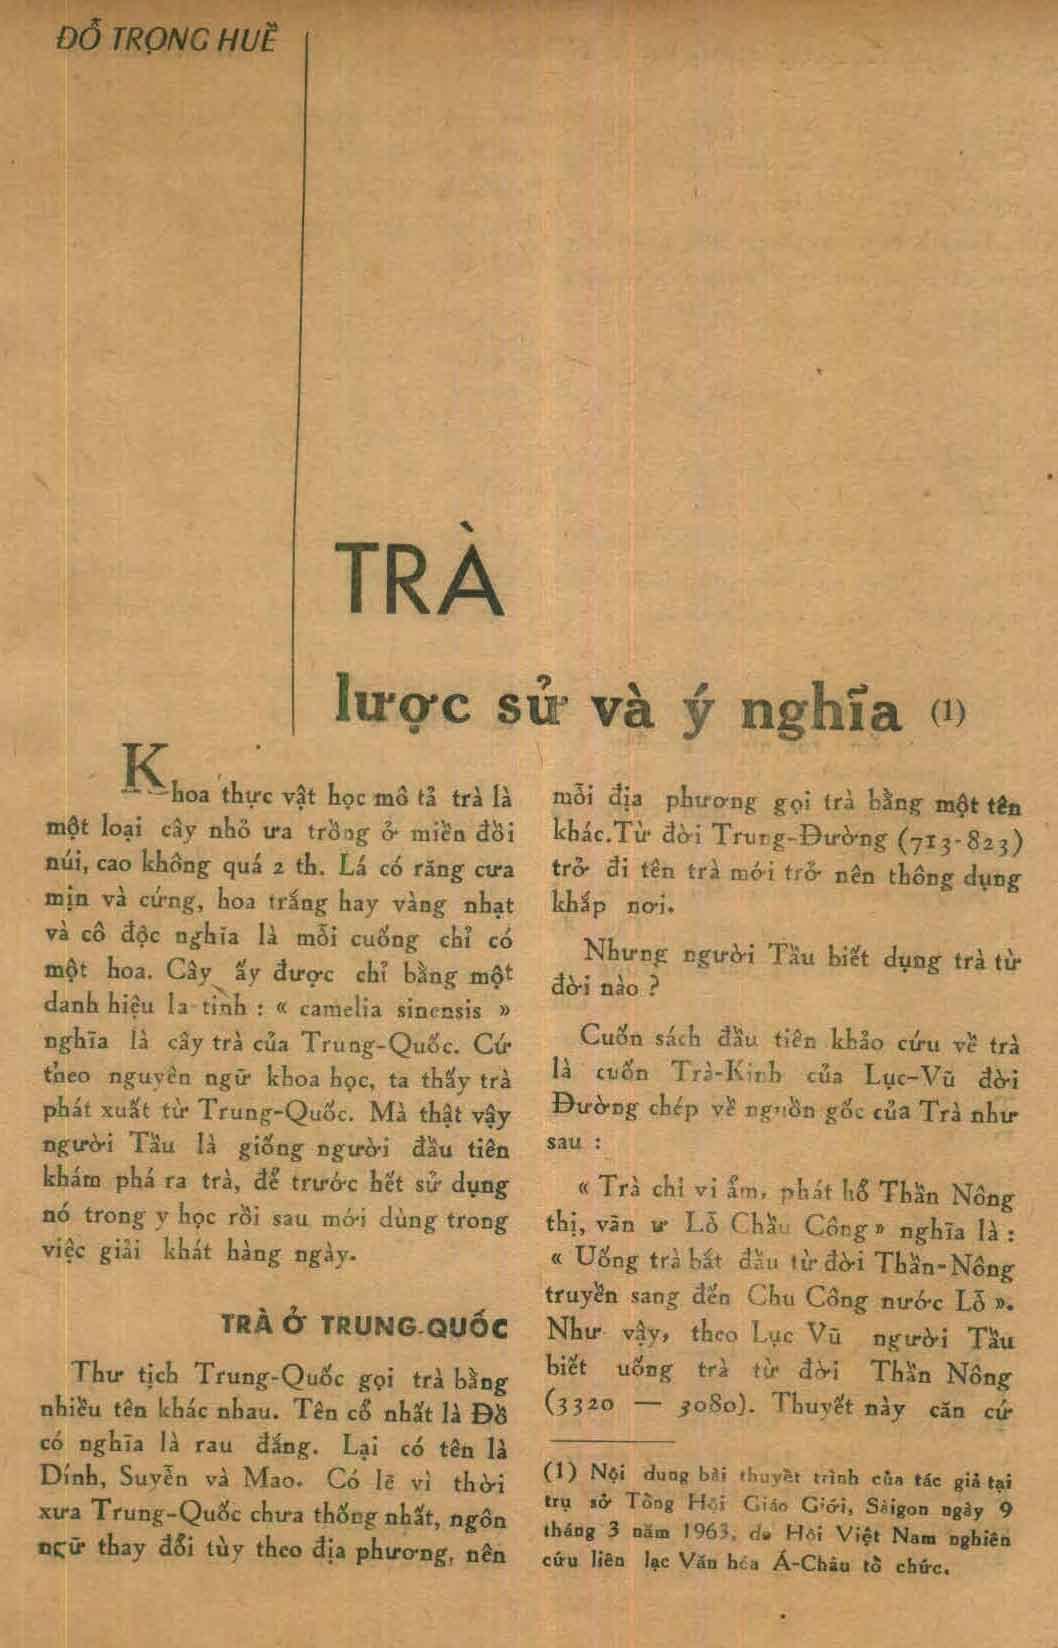 ĐỖ TRỌNG HUỀ
TRÀ
lược sử và ý nghĩa (1)
Khoa thực vật học mô tả trà là
một loại cây nhỏ ưa trồng ở miền đồi
núi, cao không quá 2 th. Lá có răng cưa
mịn và cứng, hoa trắng hay vàng nhạt
và cô độc nghĩa là mỗi cuống chỉ có
một hoa. Cây ấy được chỉ bằng một
danh hiệu la-tinh : « camelia sinensis »
nghĩa là cây trà của Trung-Quốc. Cứ
theo nguyên ngữ khoa học, ta thấy trà
phát xuất từ Trung-Quốc. Mà thật vậy
người Tầu là giống người đầu tiên
khám phá ra trà, để trước hết sử dụng
nó trong y học rồi sau mới dùng trong
việc giải khát hàng ngày.
TRÀ Ở TRUNG-QUỐC
Thư tịch Trung-Quốc gọi trà bằng
nhiều tên khác nhau. Tên cổ nhất là Đồ
có nghĩa là rau đắng. Lại có tên là
Dính, Suyễn và Mao. Có lẽ vì thời
xưa Trung-Quốc chưa thống nhất, ngôn
ngữ thay đổi tùy theo địa phương, nên
mỗi địa phương gọi trà bằng một tên
khác.Từ đời Trung-Đường (713-823)
trở đi tên trà mới trở nên thông dụng
khắp nơi.
Nhưng người Tầu biết dụng trà từ
đời nào ?
Cuốn sách đầu tiên khảo cứu về trà
là cuốn Trà-Kinh của Lục-Vũ đời
Đường chép về nguồn gốc của Trà như
sau :
« Trà chi vi ẩm, phát hồ Thần Nông
thị, văn ư Lỗ Chầu Công » nghĩa là :
« Uống trà bắt đầu từ đời Thần-Nông
truyền sang đến Chu Công nước Lỗ ».
Như vậy, theo Lục Vũ người Tầu
biết uống trà từ đời Thần Nông
(3320 — 3080). Thuyết này căn cứ
(1) Nội dung bài thuyết trình của tác giả tại
trụ sở Tổng Hội Giáo Giới, Sàigon ngày 9
tháng 3 năm 1963, do Hội Việt Nam nghiên
cứu liên lạc Văn hóa Á-Châu tổ chức.